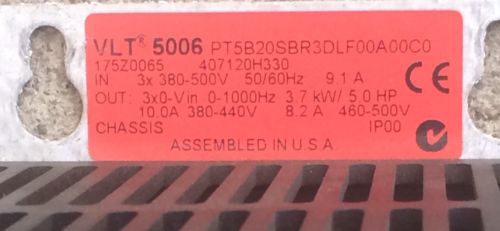 VLT® 5006 PT5B20SBR3DLF00A00C0
175Z0065 407120H330
IN 3x 380-500V 50/60Hz 9.1 A
OUT: 3x0-Vin 0-1000Hz 3.7 kW/ 5.0 HP
10.0A 380-440V 8.2 A 460-500V
CHASSIS IP00
ASSEMBLED IN U.S.A
CE